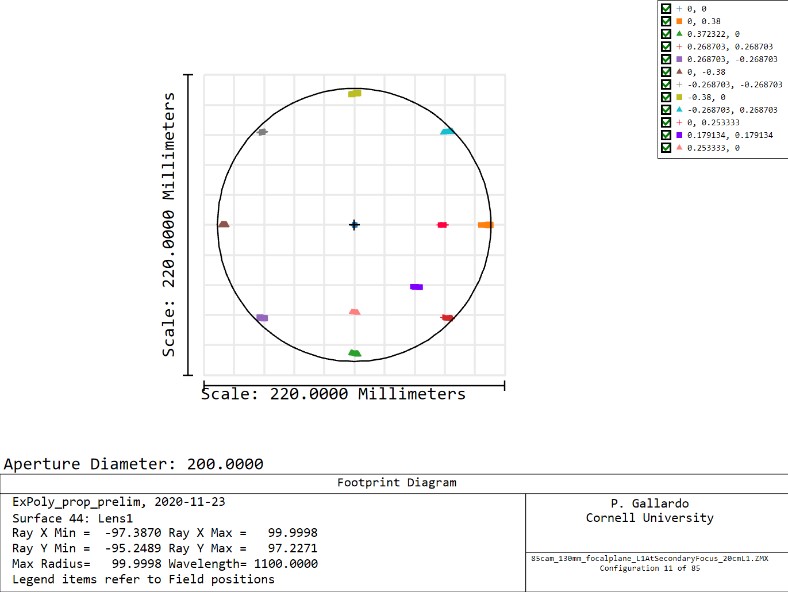 0, 0
0, 0.38
0.372322, 0
0.268703, 0.268703
0.268703, -0.268703
0, -0.38
-0.268703, -0.268703
-0.38, 0
-0.268703, 0.268703
0, 0.253333
0.179134, 0.179134
0.253333, 0
Scale: 220.0000 Millimeters
Scale: 220.0000 Millimeters
Aperture Diameter: 200.0000
Footprint Diagram
ExPoly_prop_prelim, 2020-11-23
Surface 44: Lens1
Ray X Min = -97.3870 Ray X Max = 99.9998
Ray Y Min = -95.2489 Ray Y Max = 97.2271
Max Radius= 99.9998 Wavelength= 1100.0000
Legend items refer to Field positions
P. Gallardo
Cornell University
85cam_130mm_focalplane_L1AtSecondaryFocus_20cmL1.ZMX
Configuration 11 of 85